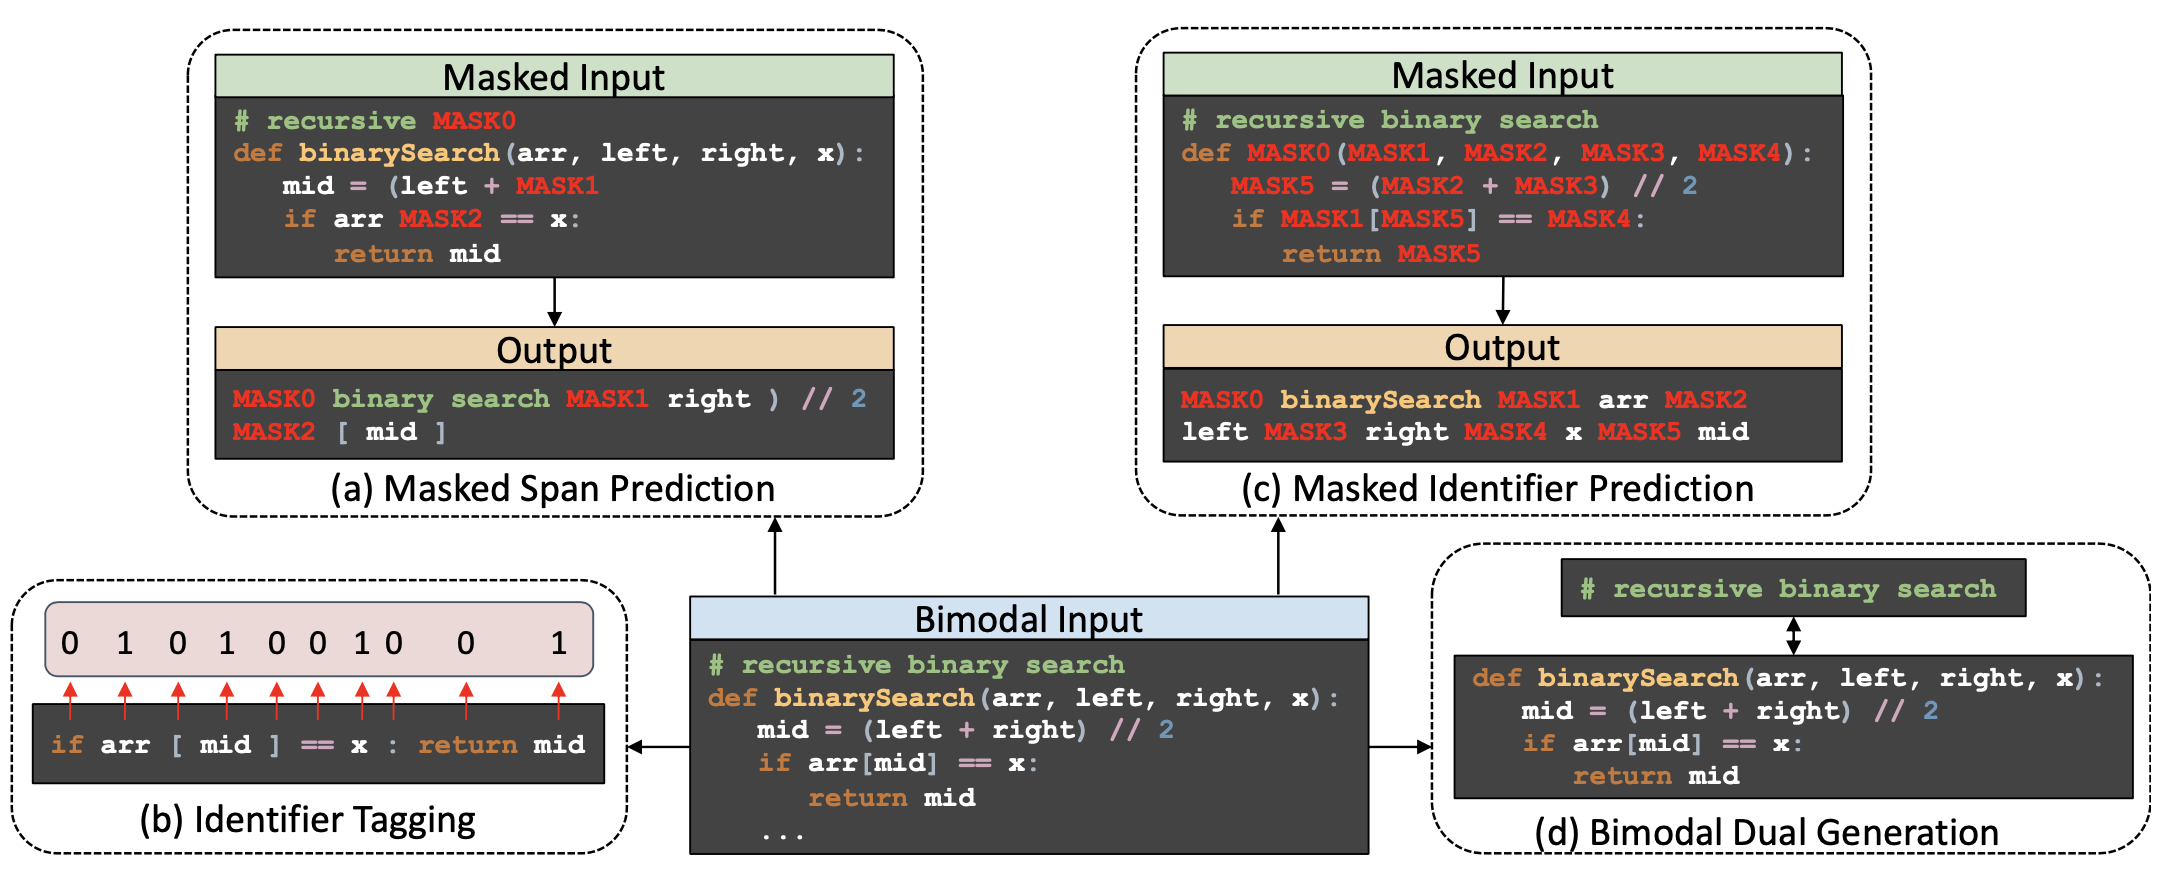 Masked Input
# recursive MASK0
def binarySearch(arr, left, right, x):
    mid = (left + MASK1
    if arr MASK2 == x:
        return mid
Output
MASK0 binary search MASK1 right ) // 2
MASK2 [ mid ]
(a) Masked Span Prediction
Masked Input
# recursive binary search
def MASK0(MASK1, MASK2, MASK3, MASK4):
    MASK5 = (MASK2 + MASK3) // 2
    if MASK1[MASK5] == MASK4:
        return MASK5
Output
MASK0 binarySearch MASK1 arr MASK2
left MASK3 right MASK4 x MASK5 mid
(c) Masked Identifier Prediction
0 1 0 1 0 0 1 0 0 1
if arr [ mid ] == x : return mid
(b) Identifier Tagging
Bimodal Input
# recursive binary search
def binarySearch(arr, left, right, x):
    mid = (left + right) // 2
    if arr[mid] == x:
        return mid
    ...
# recursive binary search
def binarySearch(arr, left, right, x):
    mid = (left + right) // 2
    if arr[mid] == x:
        return mid
(d) Bimodal Dual Generation